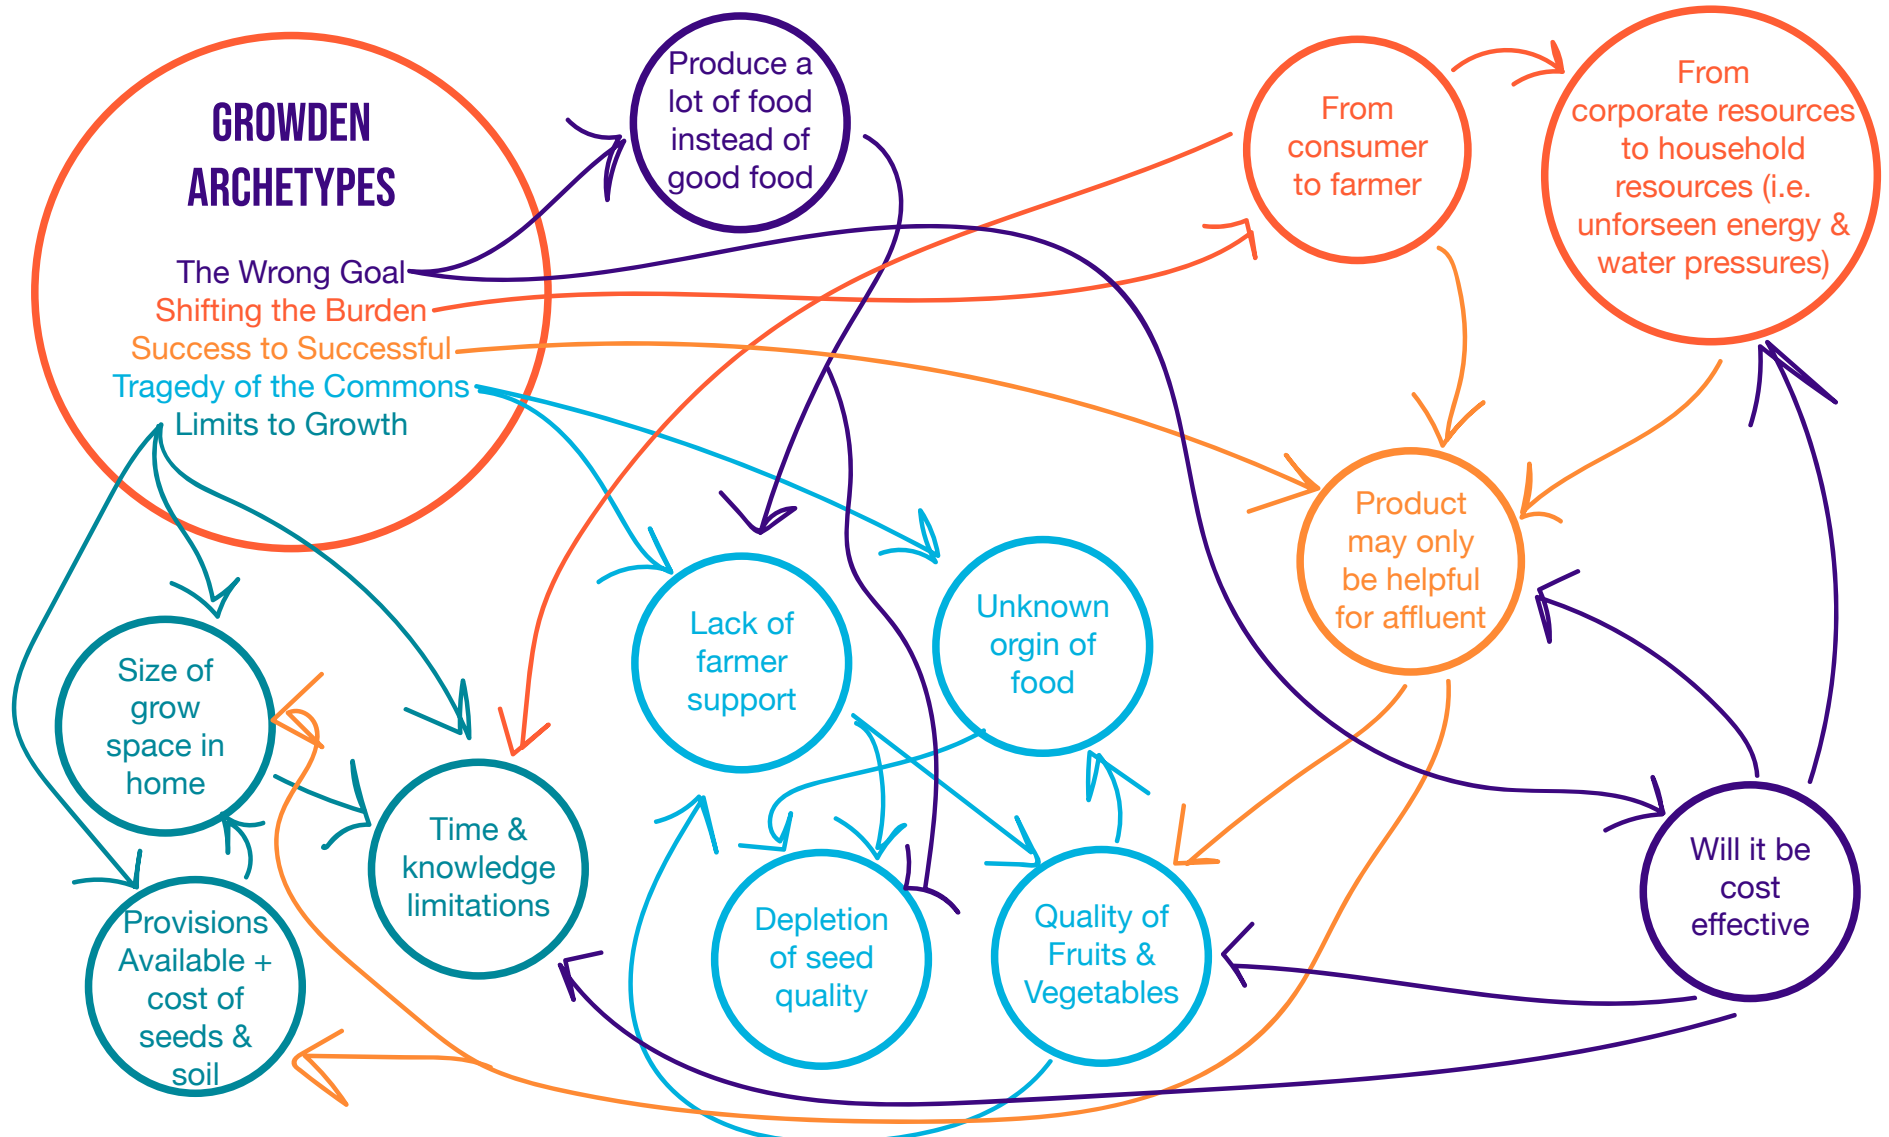 GROWDEN
ARCHETYPES
The Wrong Goal
Shifting the Burden
Success to Successful
Tragedy of the Commons
Limits to Growth
Produce a
lot of food
instead of
good food
From
consumer
to farmer
From
corporate resources
to household
resources (i.e.
unforseen energy &
water pressures)
Product
may only
be helpful
for affluent
Lack of
farmer
support
Unknown
orgin of
food
Size of
grow
space in
home
Time &
knowledge
limitations
Provisions
Available +
cost of
seeds &
soil
Depletion
of seed
quality
Quality of
Fruits &
Vegetables
Will it be
cost
effective